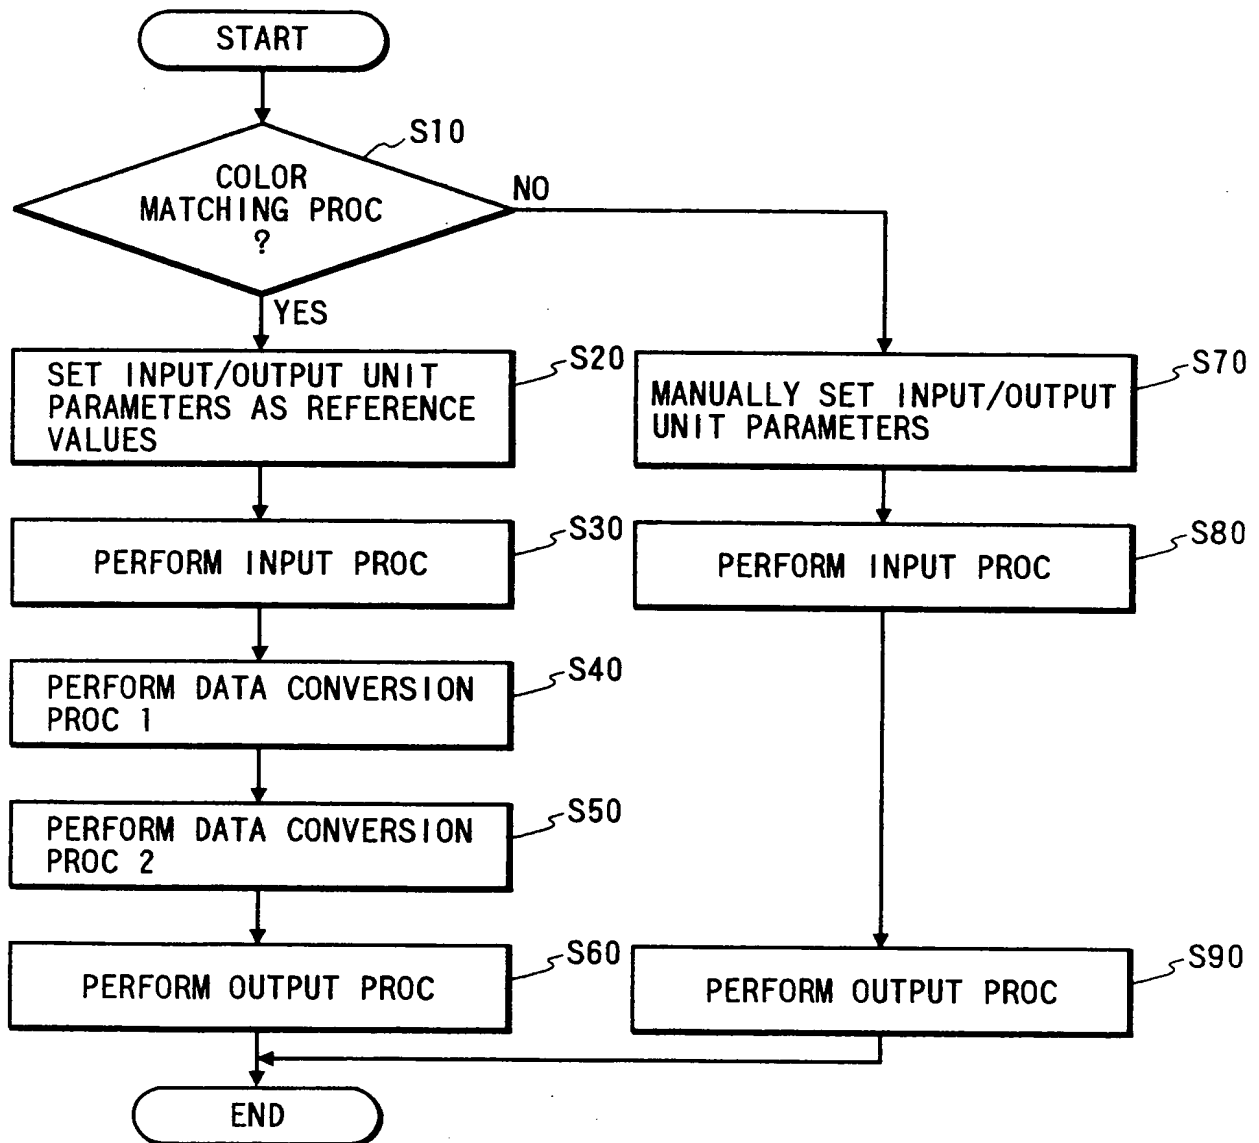 START
S10
COLOR
MATCHING PROC
?
NO
YES
S20
SET INPUT/OUTPUT UNIT
PARAMETERS AS REFERENCE
VALUES
S70
MANUALLY SET INPUT/OUTPUT
UNIT PARAMETERS
S30
PERFORM INPUT PROC
S80
PERFORM INPUT PROC
S40
PERFORM DATA CONVERSION
PROC 1
S50
PERFORM DATA CONVERSION
PROC 2
S60
PERFORM OUTPUT PROC
S90
PERFORM OUTPUT PROC
END